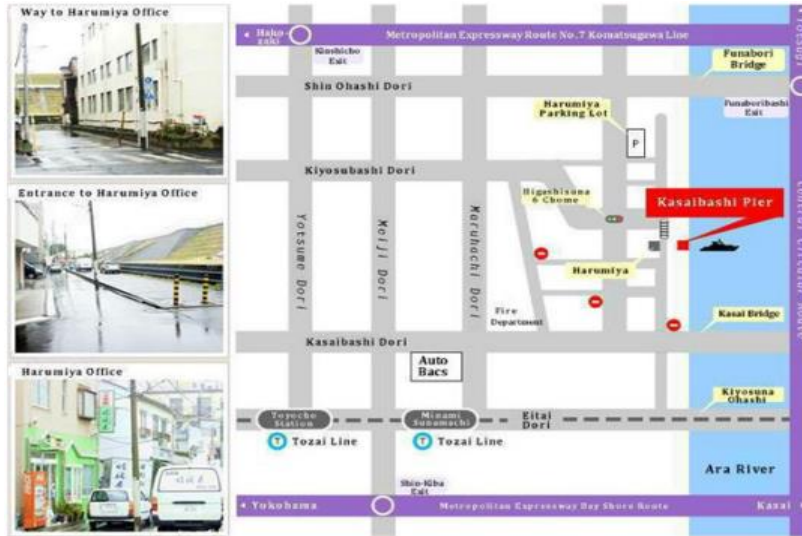 Way to Harumiya Office
Entrance to Harumiya Office
Harumiya Office
Hako-
zaki
Metropolitan Expressway Route No.7 Komatsugawa Line
Kinshicho
Exit
Funabori
Bridge
Shin Ohashi Dori
Harumiya
Parking Lot
Funaboribashi
Exit
P
Kiyosubashi Dori
Higashisuna
6 Chome
Kasaibashi Pier
Yotsume Dori
Meiji Dori
Maruhachi Dori
Harumiya
Fire
Department
Kasai Bridge
Kasaibashi Dori
Auto
Bacs
Kiyosuna
Ohashi
Toyocho
Station
Minami
Sunamachi
Eitai
Dori
T Tozai Line
T Tozai Line
Ara River
Shin-Kiba
Exit
Yokohama
Metropolitan Expressway Bay Shore Route
Kasai